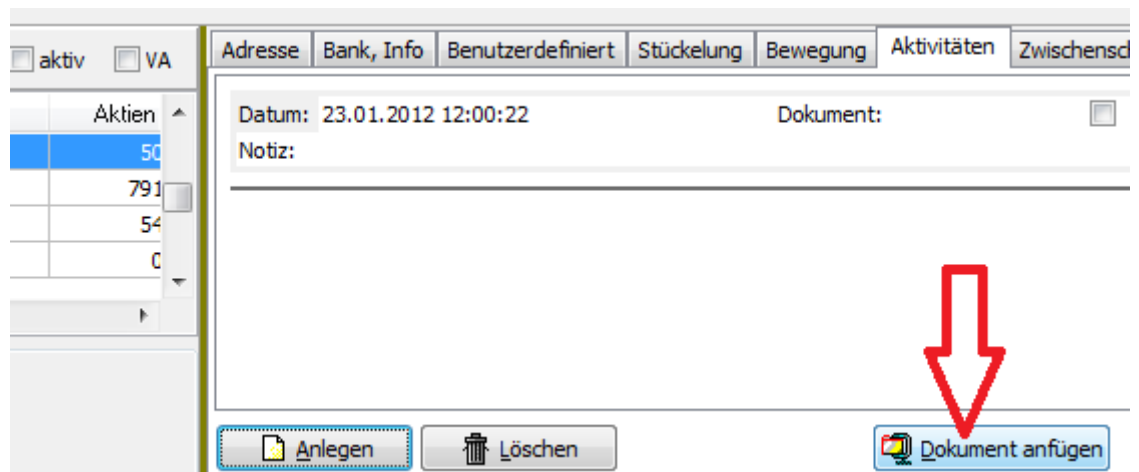 aktiv VA
Adresse Bank, Info Benutzerdefiniert Stückelung Bewegung Aktivitäten Zwischensc
Aktien
Datum: 23.01.2012 12:00:22 Dokument:
50
Notiz:
791
54
0
Anlegen Löschen Dokument anfügen